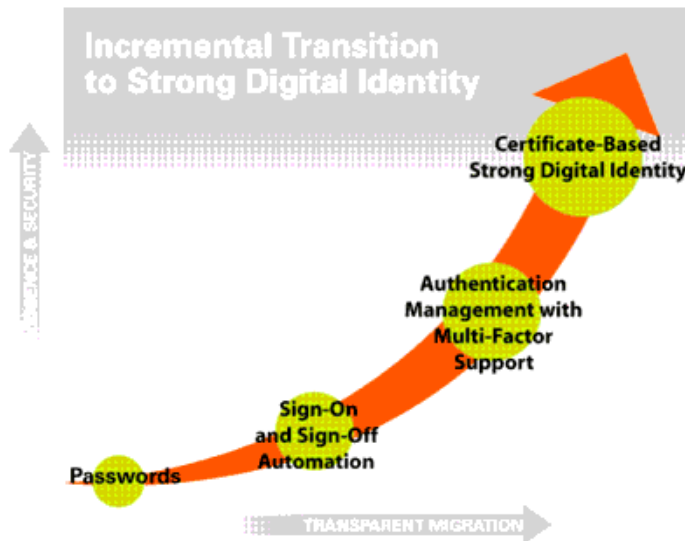 Incremental Transition
to Strong Digital Identity
Certificate-Based
Strong Digital Identity
Authentication
Management with
Multi-Factor
Support
Sign-On
and Sign-Off
Automation
Passwords
& SECURITY
TRANSPARENT MIGRATION